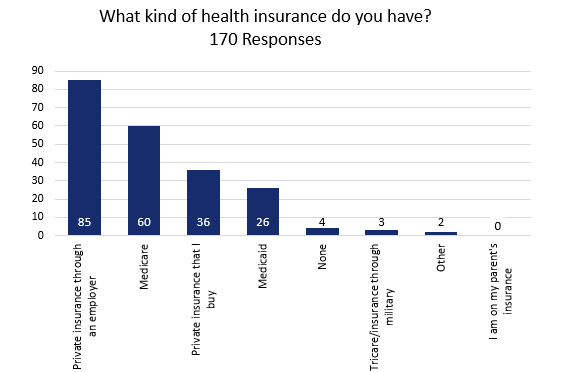 What kind of health insurance do you have?
170 Responses
90
80
70
60
50
40
30
20
10
0
85
60
36
26
4
3
2
0
Private insurance through
an employer
Medicare
Private insurance that I
buy
Medicaid
None
Tricare/insurance through
military
Other
I am on my parent's
insurance